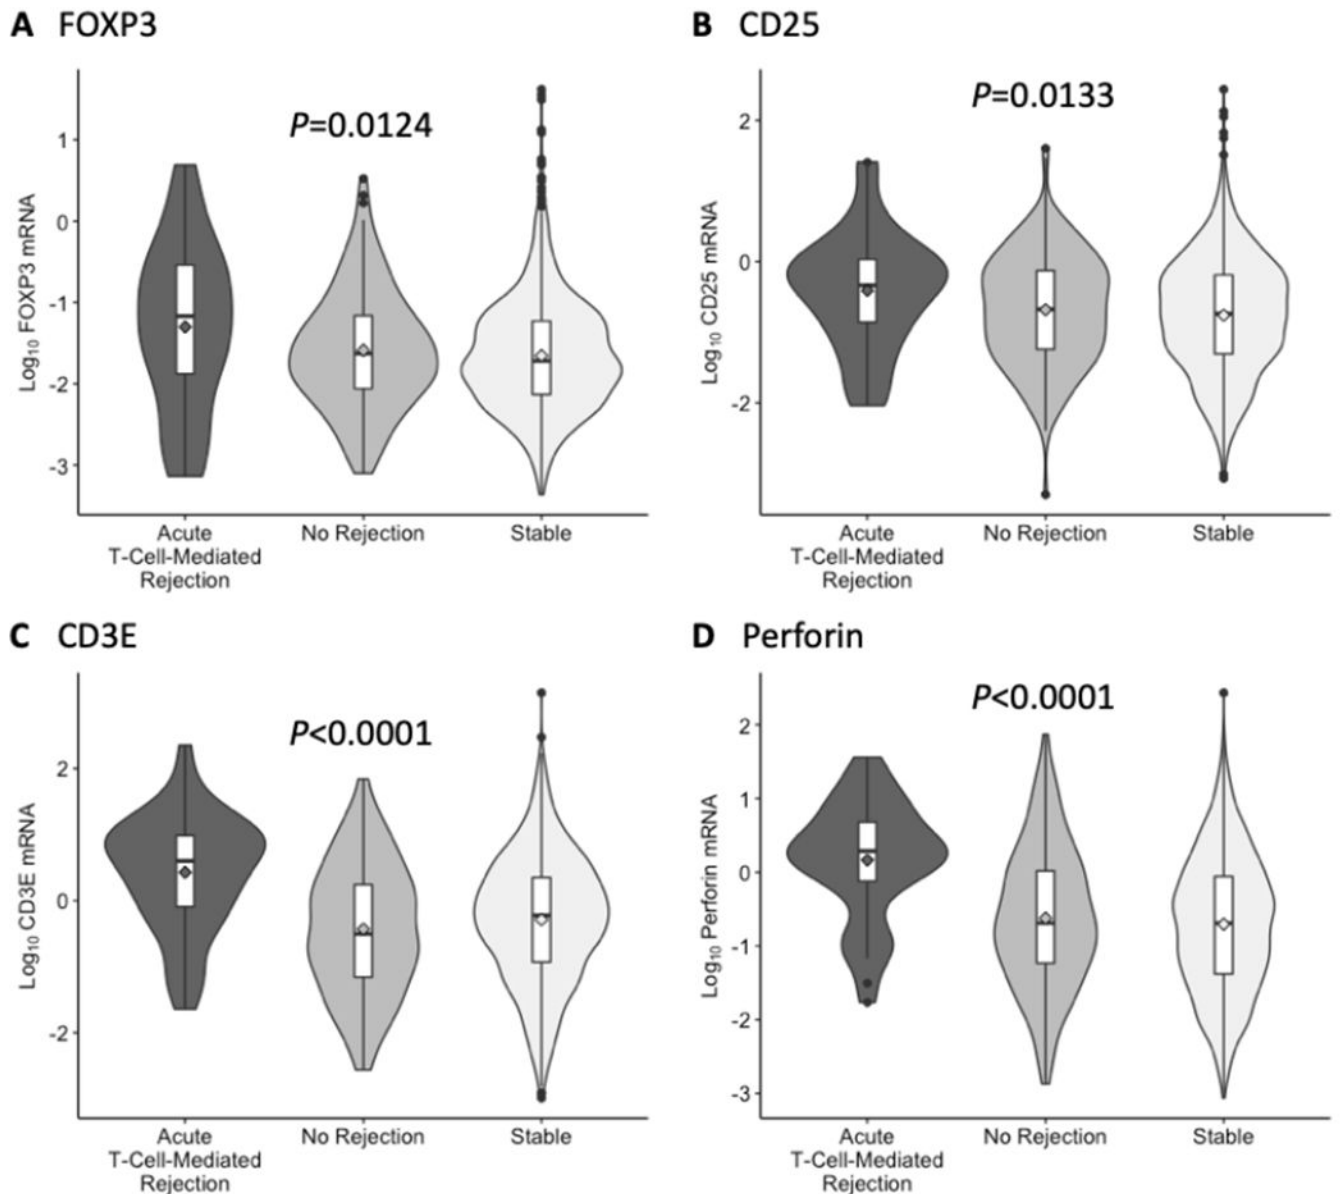 A FOXP3
P=0.0124
Log10 FOXP3 mRNA
1
0
-1
-2
-3
Acute
T-Cell-Mediated
Rejection
No Rejection
Stable
B CD25
P=0.0133
Log10 CD25 mRNA
2
0
-2
Acute
T-Cell-Mediated
Rejection
No Rejection
Stable
C CD3E
P<0.0001
Log10 CD3E mRNA
2
0
-2
Acute
T-Cell-Mediated
Rejection
No Rejection
Stable
D Perforin
P<0.0001
Log10 Perforin mRNA
2
1
0
-1
-2
-3
Acute
T-Cell-Mediated
Rejection
No Rejection
Stable